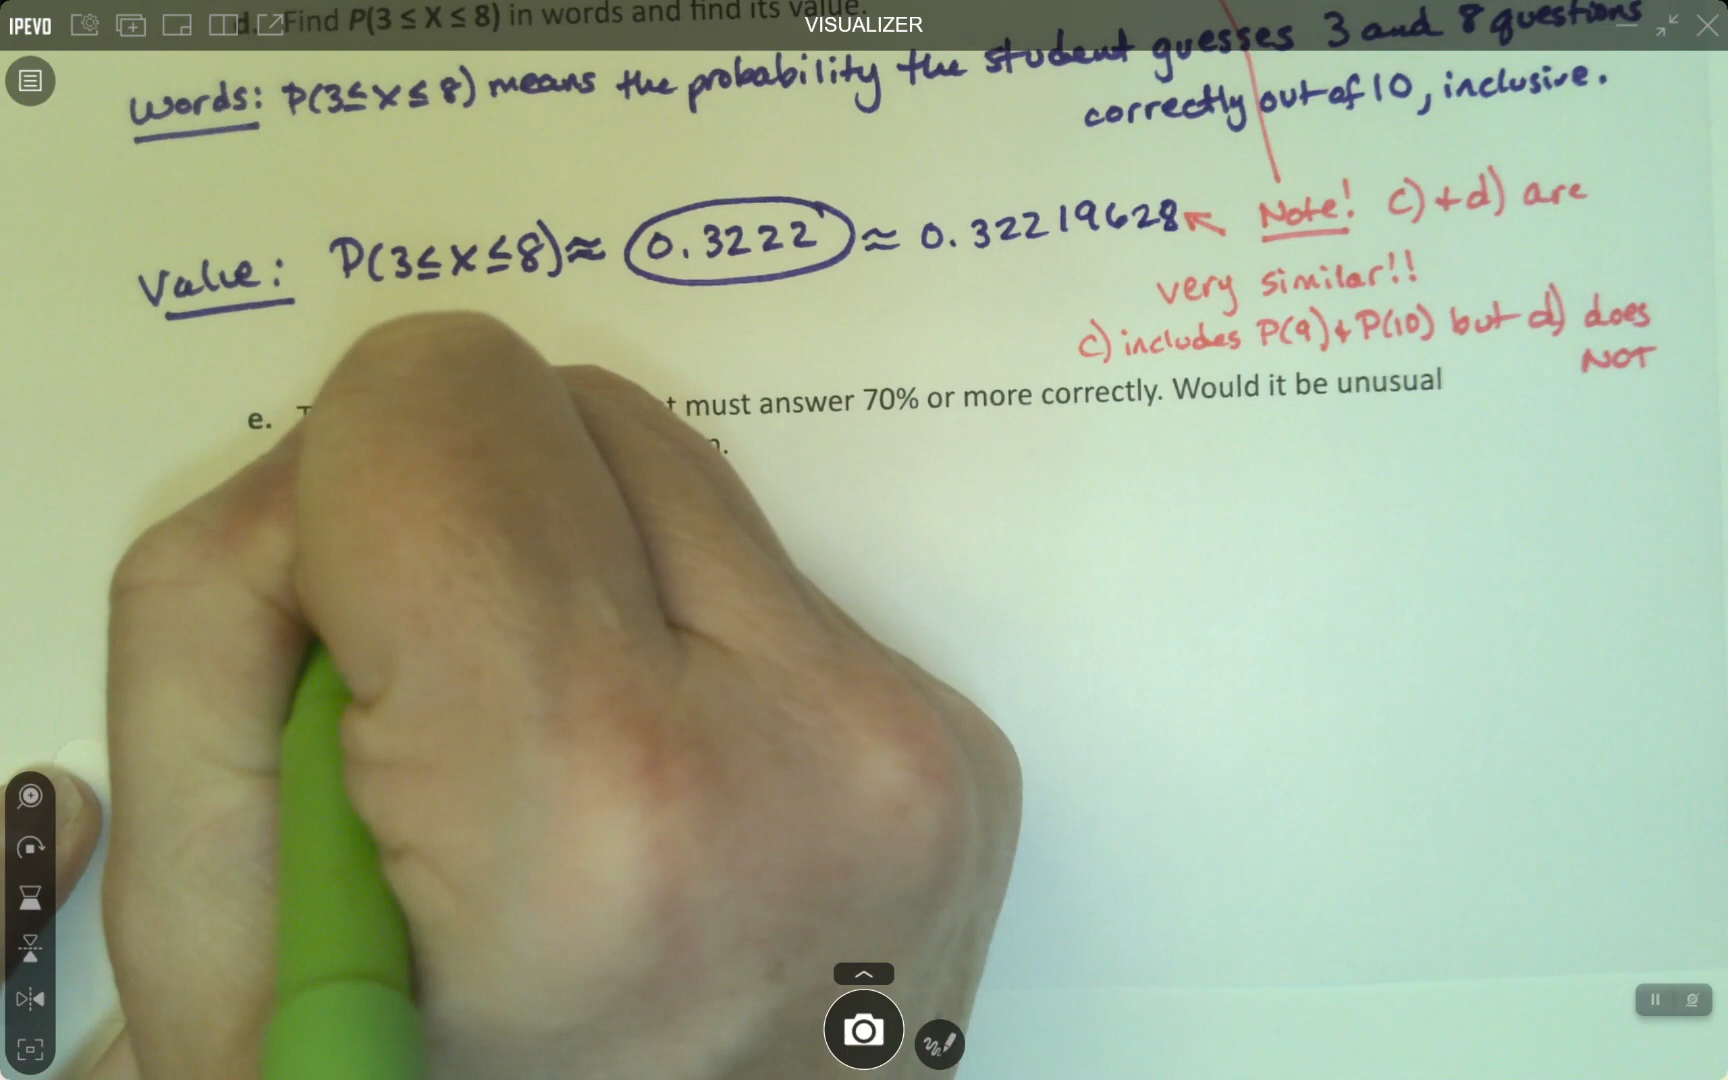 IPEVO
VISUALIZER
d. Find P(3 ≤ X ≤ 8) in words and find its value.
Words: P(3≤X≤8) means the probability the student guesses 3 and 8 questions
correctly out of 10, inclusive.
Value: P(3≤X≤8)≈ 0.3222 ≈ 0.32219628
Note! c) + d) are
very similar!!
c) includes P(9) & P(10) but d) does
NOT
e. must answer 70% or more correctly. Would it be unusual